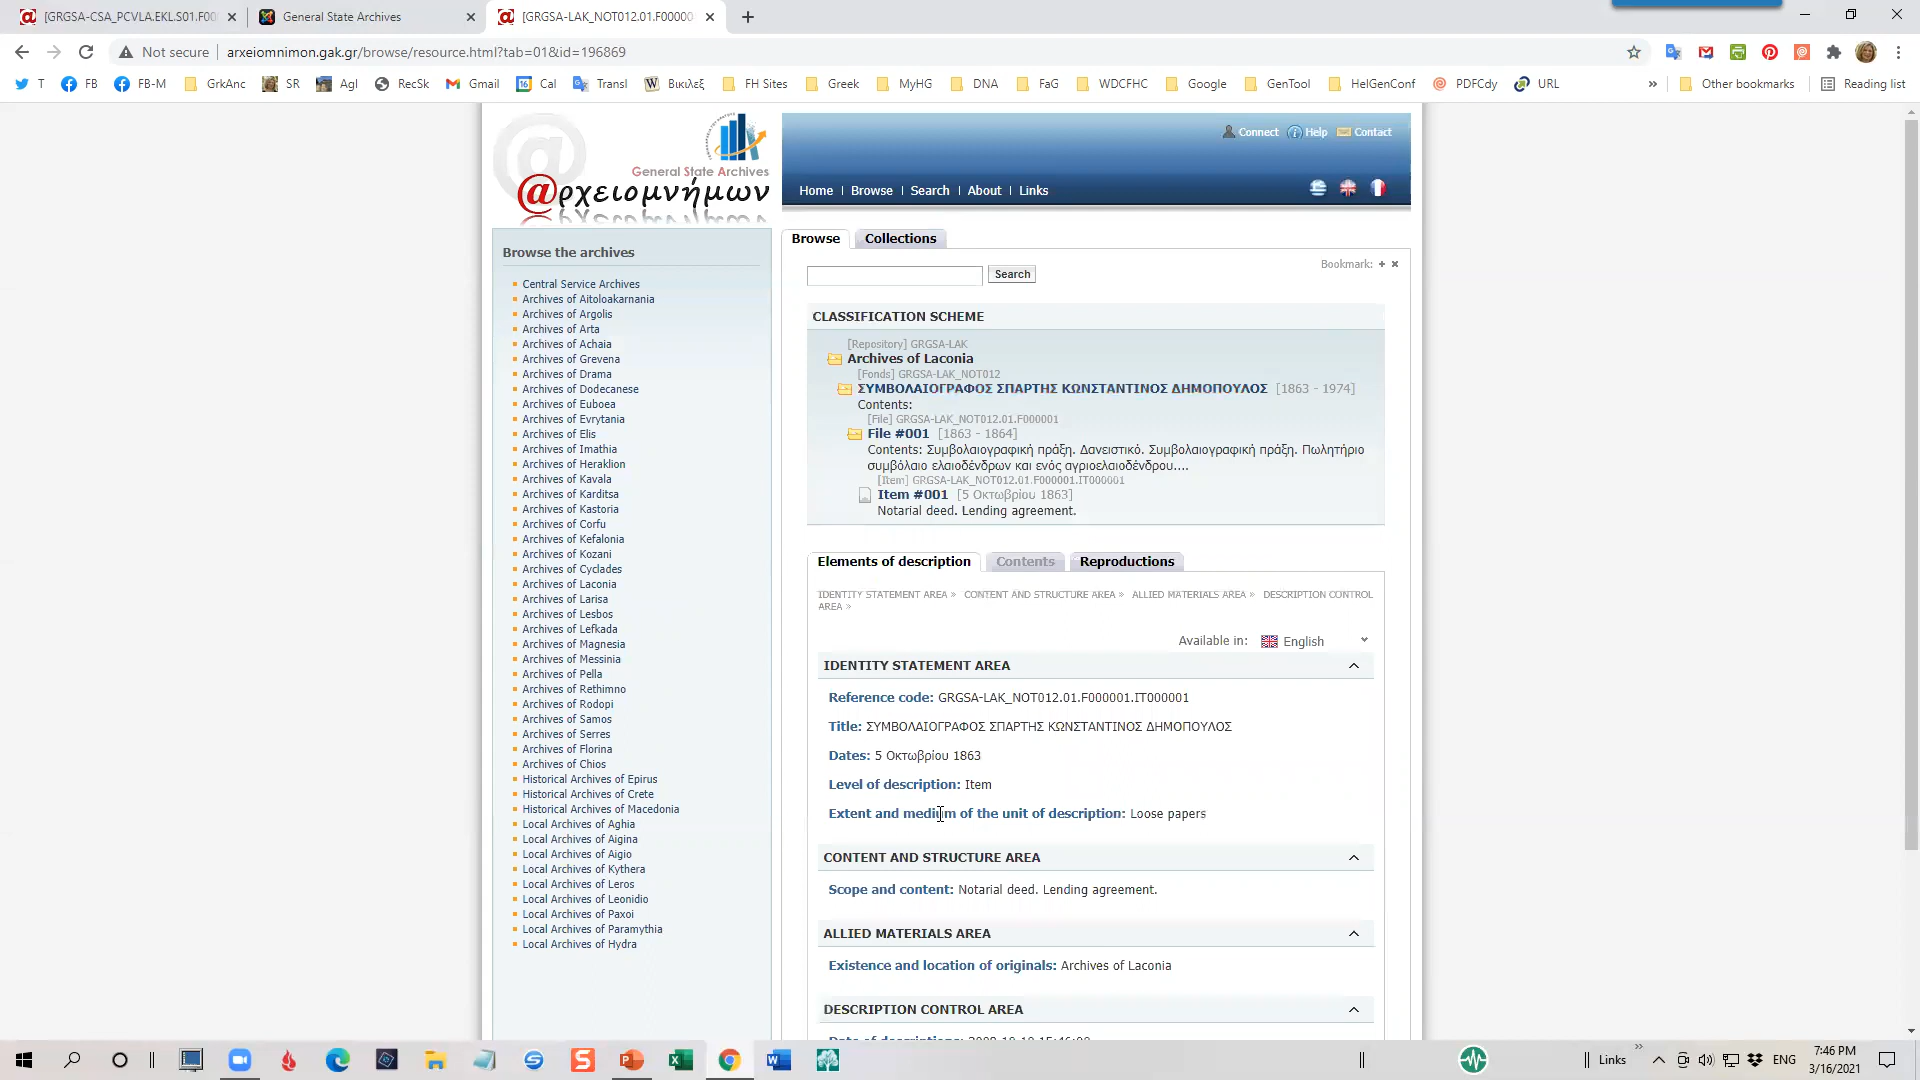 [GRGSA-CSA_PCVLA.EKL.S01.F00
General State Archives
[GRGSA-LAK_NOT012.01.F00000
Not secure
arxeiomnimon.gak.gr/browse/resource.html?tab=01&id=196869
T FB FB-M GrkAnc SR Agl RecSk Gmail Cal Transl Βικιλεξ FH Sites Greek MyHG DNA FaG WDCFHC Google GenTool HelGenConf PDFCdy URL » Other bookmarks Reading list
General State Archives
@ρχειομνήμων
Connect Help Contact
Home | Browse | Search | About | Links
Browse the archives
Central Service Archives
Archives of Aitoloakarnania
Archives of Argolis
Archives of Arta
Archives of Achaia
Archives of Grevena
Archives of Drama
Archives of Dodecanese
Archives of Euboea
Archives of Evrytania
Archives of Elis
Archives of Imathia
Archives of Heraklion
Archives of Kavala
Archives of Karditsa
Archives of Kastoria
Archives of Corfu
Archives of Kefalonia
Archives of Kozani
Archives of Cyclades
Archives of Laconia
Archives of Larisa
Archives of Lesbos
Archives of Lefkada
Archives of Magnesia
Archives of Messinia
Archives of Pella
Archives of Rethimno
Archives of Rodopi
Archives of Samos
Archives of Serres
Archives of Florina
Archives of Chios
Historical Archives of Epirus
Historical Archives of Crete
Historical Archives of Macedonia
Local Archives of Aghia
Local Archives of Aigina
Local Archives of Aigio
Local Archives of Kythera
Local Archives of Leros
Local Archives of Leonidio
Local Archives of Paxoi
Local Archives of Paramythia
Local Archives of Hydra
Browse Collections
Bookmark:
Search
CLASSIFICATION SCHEME
[Repository] GRGSA-LAK
Archives of Laconia
[Fonds] GRGSA-LAK_NOT012
ΣΥΜΒΟΛΑΙΟΓΡΑΦΟΣ ΣΠΑΡΤΗΣ ΚΩΝΣΤΑΝΤΙΝΟΣ ΔΗΜΟΠΟΥΛΟΣ [1863 - 1974]
Contents:
[File] GRGSA-LAK_NOT012.01.F000001
File #001 [1863 - 1864]
Contents: Συμβολαιογραφική πράξη. Δανειστικό. Συμβολαιογραφική πράξη. Πωλητήριο
συμβόλαιο ελαιοδένδρων και ενός αγριοελαιοδένδρου....
[Item] GRGSA-LAK_NOT012.01.F000001.IT000001
Item #001 [5 Οκτωβρίου 1863]
Notarial deed. Lending agreement.
Elements of description Contents Reproductions
IDENTITY STATEMENT AREA » CONTENT AND STRUCTURE AREA » ALLIED MATERIALS AREA » DESCRIPTION CONTROL
AREA »
Available in: English
IDENTITY STATEMENT AREA
Reference code: GRGSA-LAK_NOT012.01.F000001.IT000001
Title: ΣΥΜΒΟΛΑΙΟΓΡΑΦΟΣ ΣΠΑΡΤΗΣ ΚΩΝΣΤΑΝΤΙΝΟΣ ΔΗΜΟΠΟΥΛΟΣ
Dates: 5 Οκτωβρίου 1863
Level of description: Item
Extent and medium of the unit of description: Loose papers
CONTENT AND STRUCTURE AREA
Scope and content: Notarial deed. Lending agreement.
ALLIED MATERIALS AREA
Existence and location of originals: Archives of Laconia
DESCRIPTION CONTROL AREA
Links
ENG
7:46 PM
3/16/2021